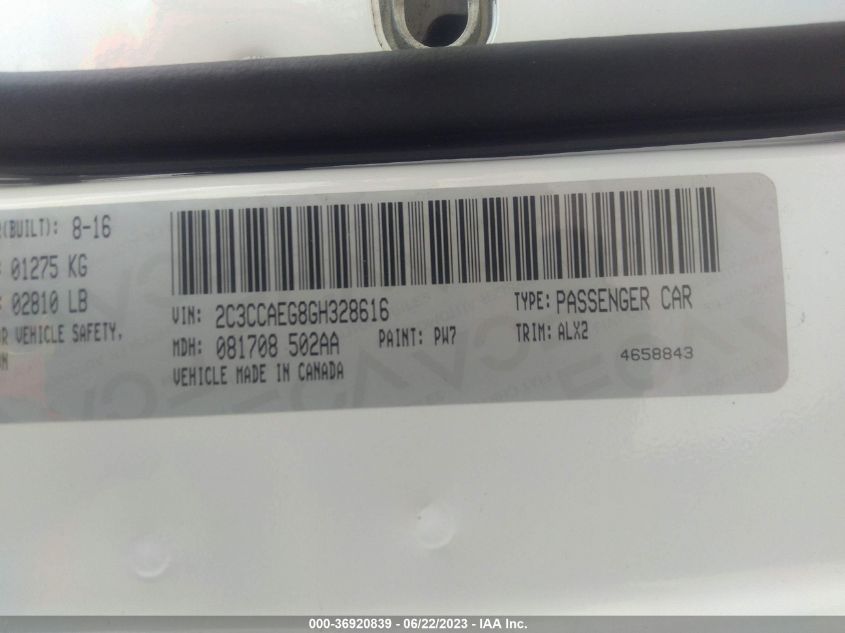 (BUILT): 8-16
01275 KG
02810 LB
VEHICLE SAFETY,
VIN: 2C3CCAEG8GH328616
TYPE: PASSENGER CAR
MDH: 081708 502AA
PAINT: PW7
TRIM: ALX2
VEHICLE MADE IN CANADA
4658843
000-36920839 - 06/22/2023 - IAA Inc.